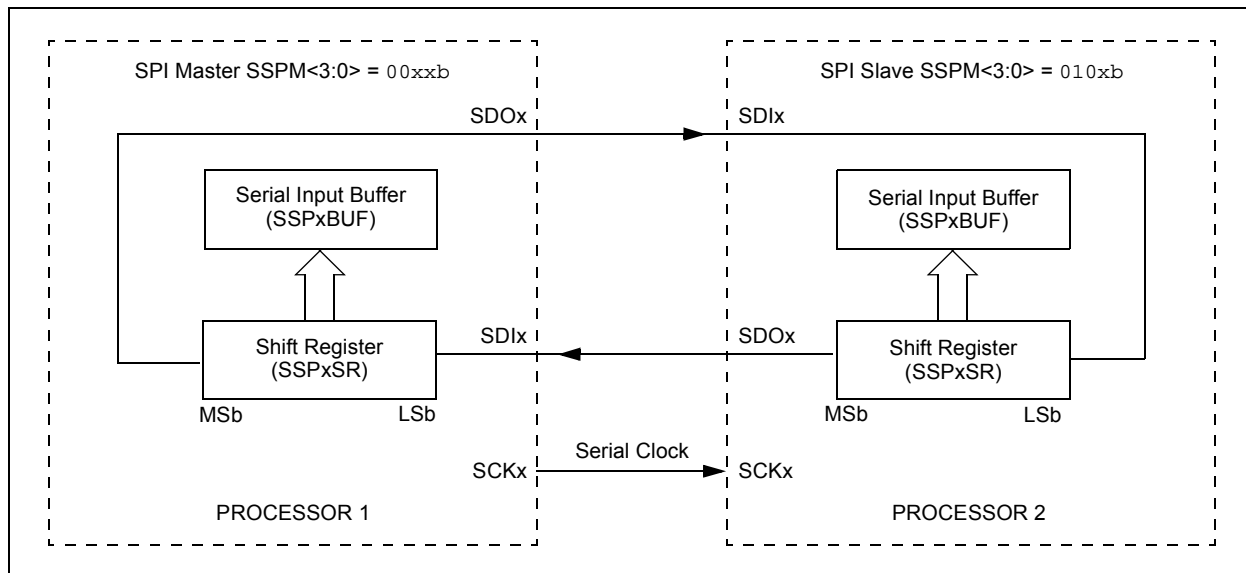 SPI Master SSPM<3:0> = 00xxb
SPI Slave SSPM<3:0> = 010xb
SDOx
SDIx
Serial Input Buffer
(SSPxBUF)
Serial Input Buffer
(SSPxBUF)
Shift Register
(SSPxSR)
MSb
LSb
SDIx
SDOx
Shift Register
(SSPxSR)
MSb
LSb
Serial Clock
SCKx
SCKx
PROCESSOR 1
PROCESSOR 2